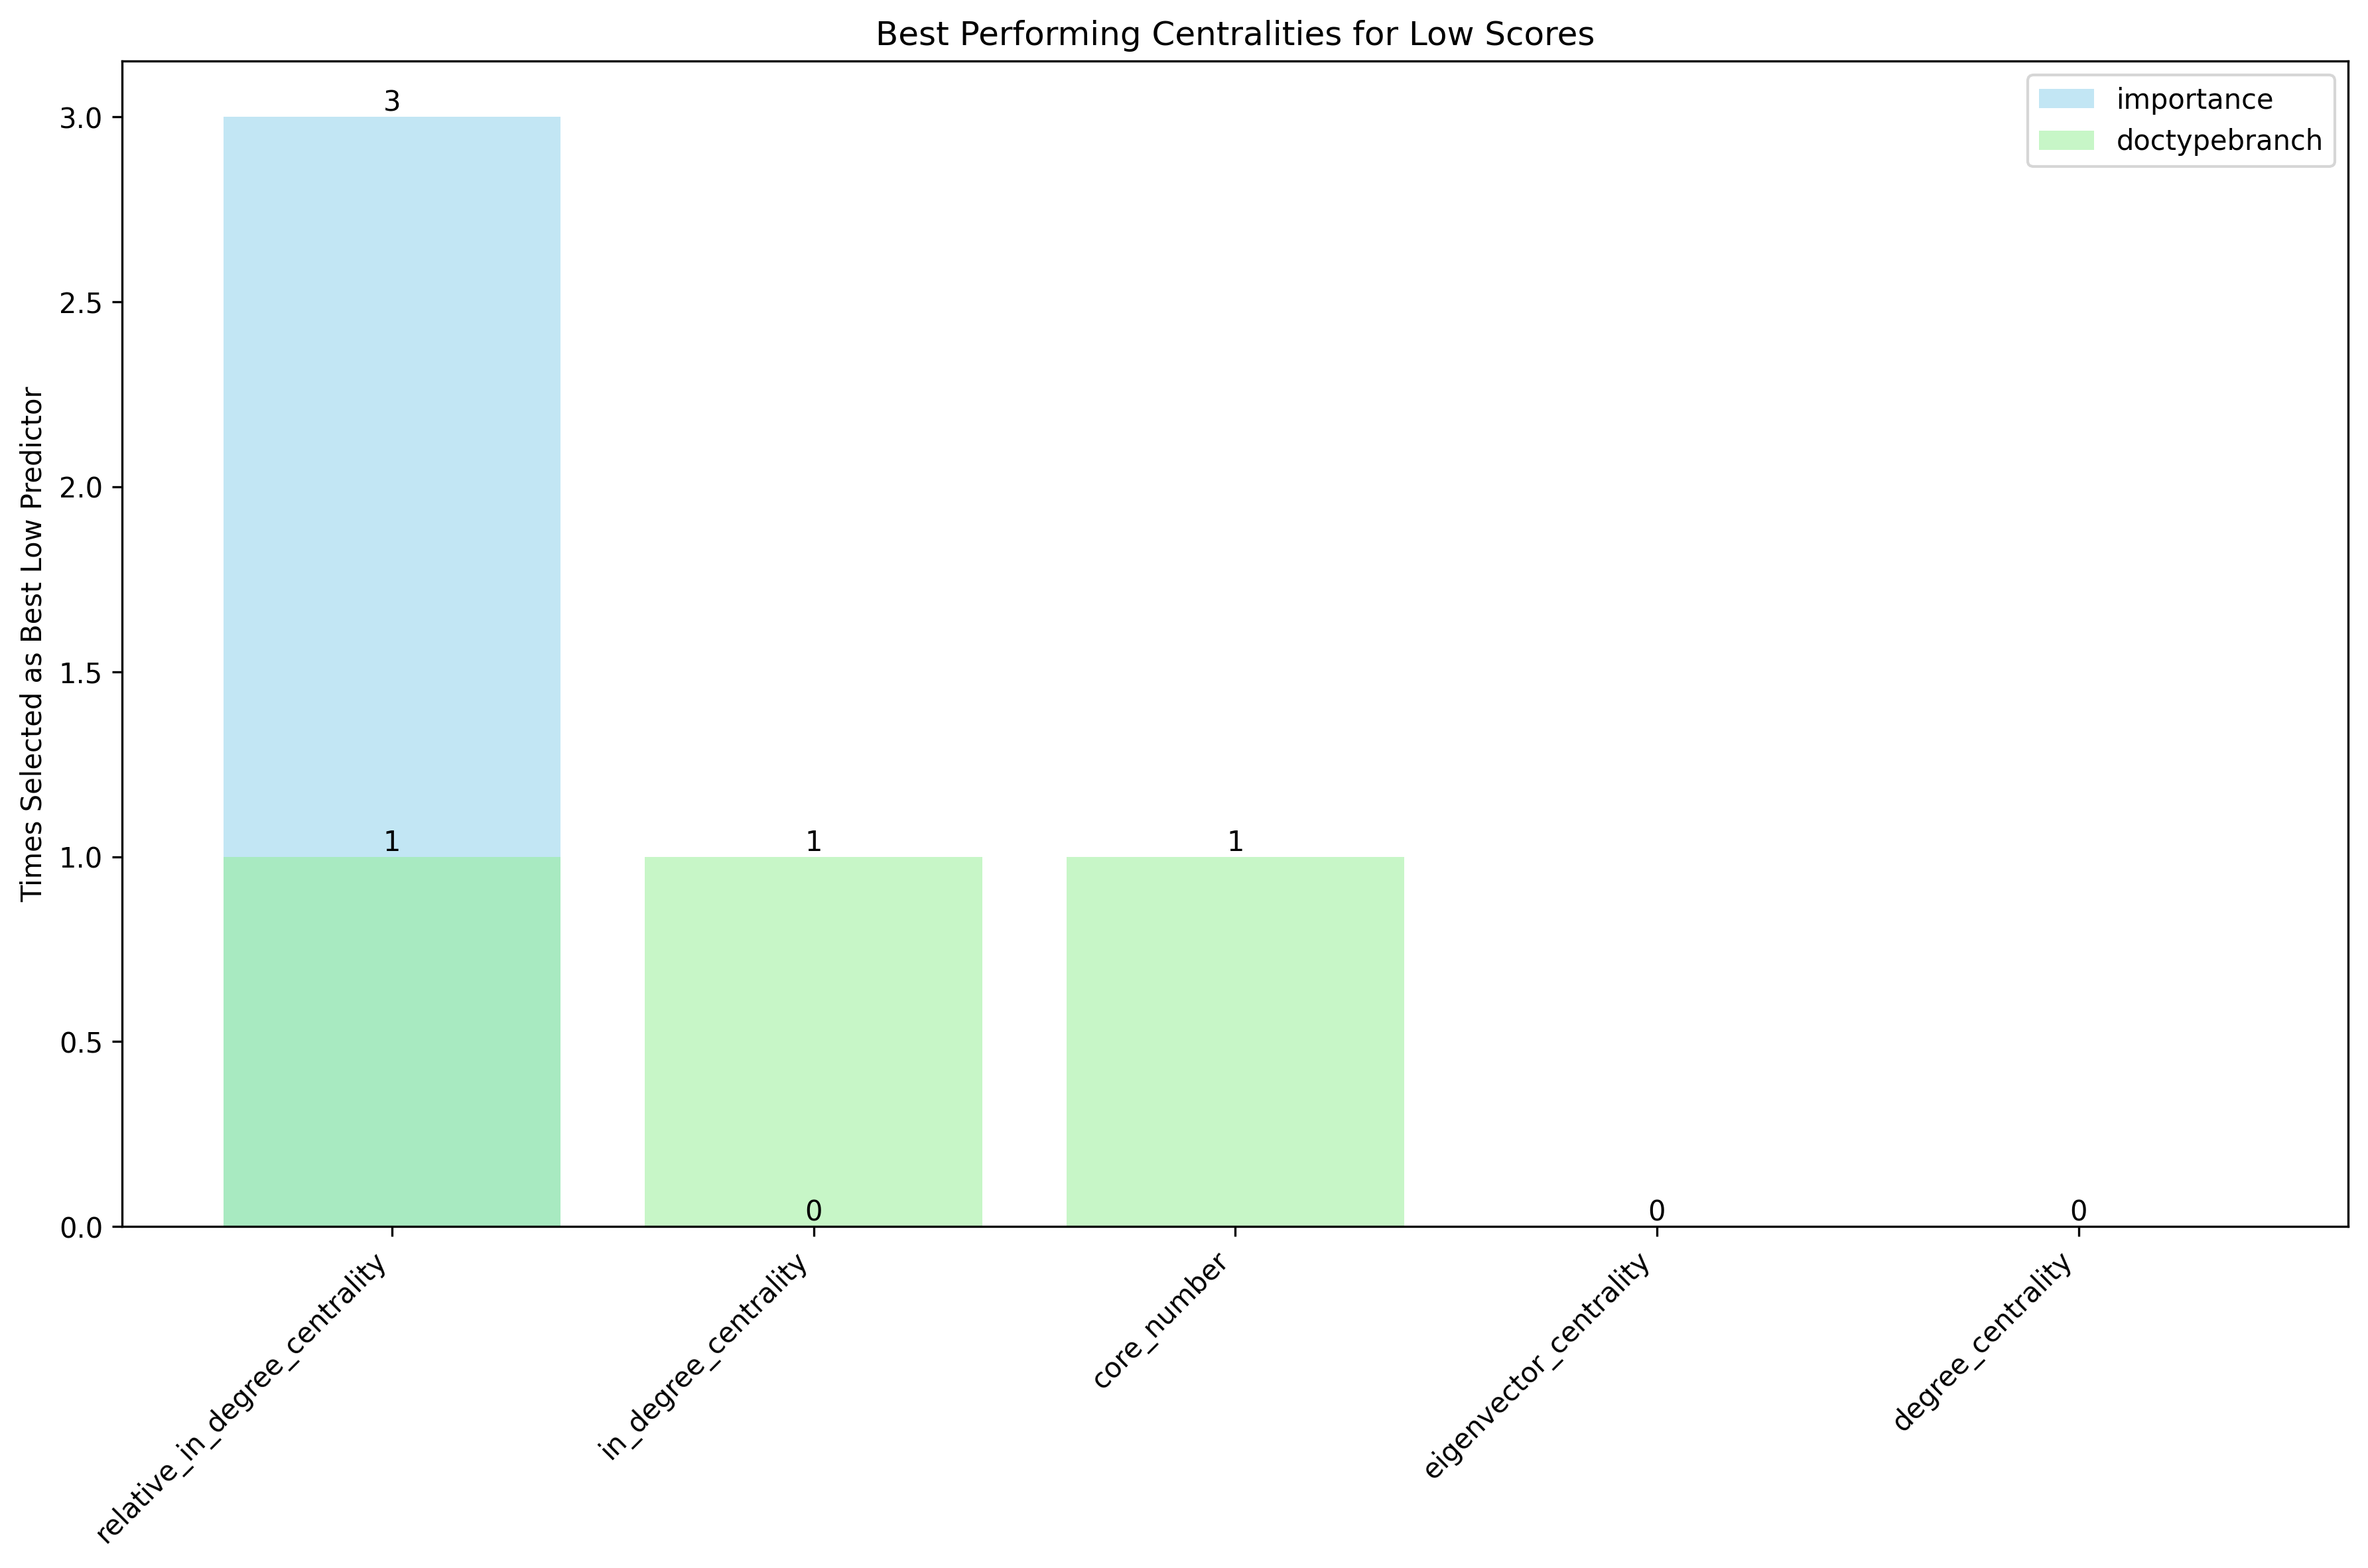 Best Performing Centralities for Low Scores
importance
doctypebranch
Times Selected as Best Low Predictor
3.0
2.5
2.0
1.5
1.0
0.5
0.0
3
1
1
0
1
0
0
relative_in_degree_centrality
in_degree_centrality
core_number
eigenvector_centrality
degree_centrality